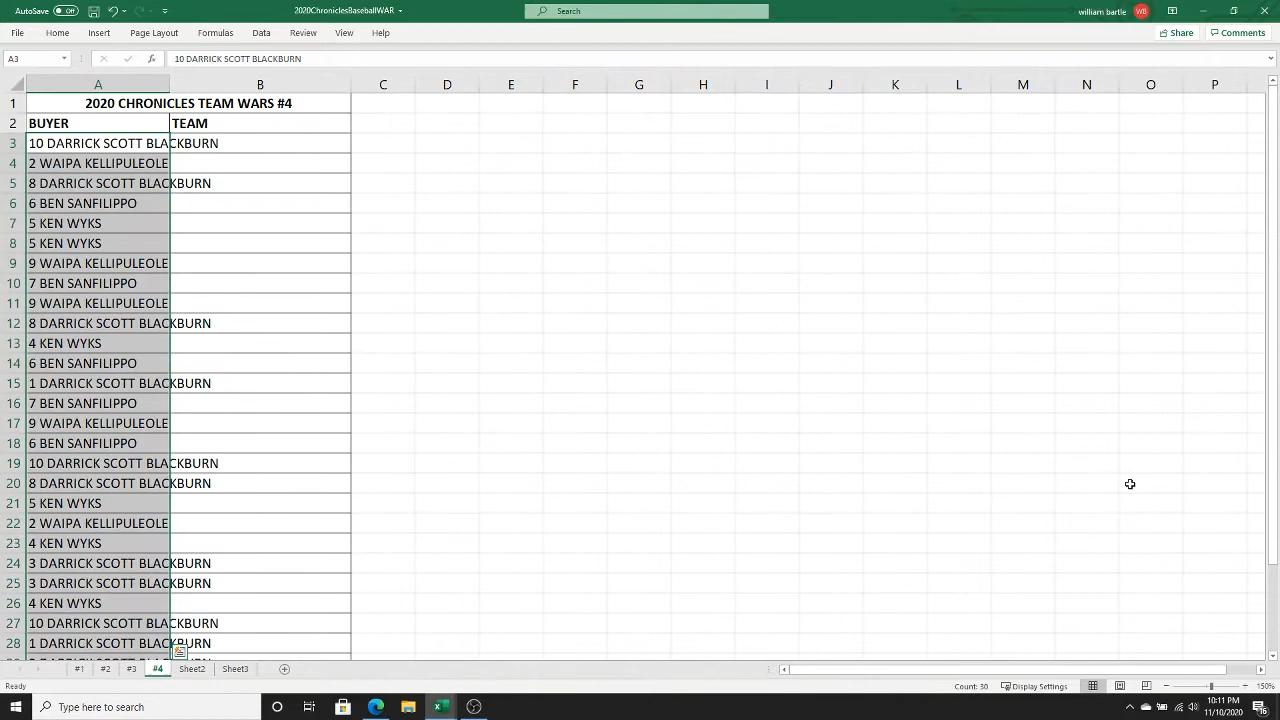 AutoSave Off 2020ChroniclesBaseballWAR Search william bartle WB
File Home Insert Page Layout Formulas Data Review View Help Share Comments
A3 fx 10 DARRICK SCOTT BLACKBURN
A B C D E F G H I J K L M N O P
1 2020 CHRONICLES TEAM WARS #4
2 BUYER TEAM
3 10 DARRICK SCOTT BLACKBURN
4 2 WAIPA KELLIPULEOLE
5 8 DARRICK SCOTT BLACKBURN
6 6 BEN SANFILIPPO
7 5 KEN WYKS
8 5 KEN WYKS
9 9 WAIPA KELLIPULEOLE
10 7 BEN SANFILIPPO
11 9 WAIPA KELLIPULEOLE
12 8 DARRICK SCOTT BLACKBURN
13 4 KEN WYKS
14 6 BEN SANFILIPPO
15 1 DARRICK SCOTT BLACKBURN
16 7 BEN SANFILIPPO
17 9 WAIPA KELLIPULEOLE
18 6 BEN SANFILIPPO
19 10 DARRICK SCOTT BLACKBURN
20 8 DARRICK SCOTT BLACKBURN
21 5 KEN WYKS
22 2 WAIPA KELLIPULEOLE
23 4 KEN WYKS
24 3 DARRICK SCOTT BLACKBURN
25 3 DARRICK SCOTT BLACKBURN
26 4 KEN WYKS
27 10 DARRICK SCOTT BLACKBURN
28 1 DARRICK SCOTT BLACKBURN
#1 #2 #3 #4 Sheet2 Sheet3
Ready Count: 30 Display Settings 150%
Type here to search 10:11 PM
11/10/2020